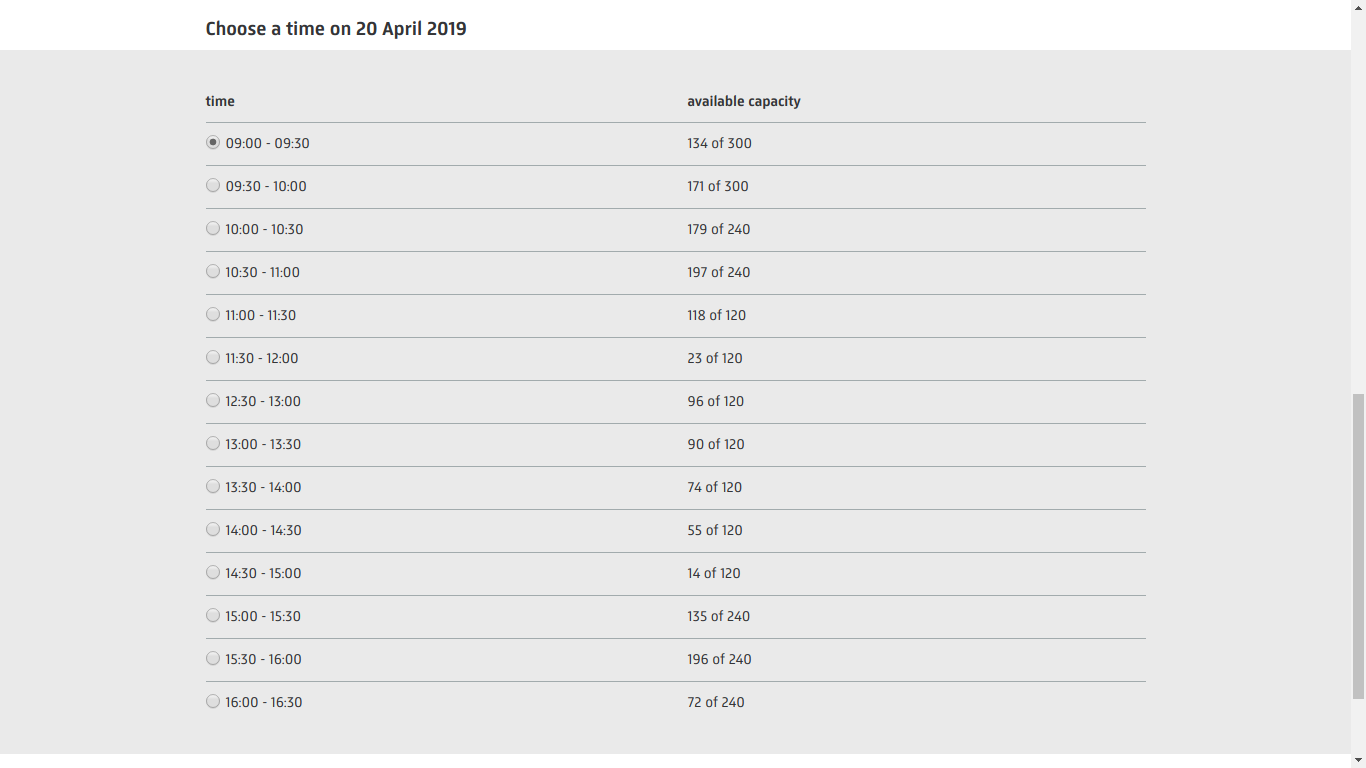 Choose a time on 20 April 2019
time available capacity
09:00 - 09:30 134 of 300
09:30 - 10:00 171 of 300
10:00 - 10:30 179 of 240
10:30 - 11:00 197 of 240
11:00 - 11:30 118 of 120
11:30 - 12:00 23 of 120
12:30 - 13:00 96 of 120
13:00 - 13:30 90 of 120
13:30 - 14:00 74 of 120
14:00 - 14:30 55 of 120
14:30 - 15:00 14 of 120
15:00 - 15:30 135 of 240
15:30 - 16:00 196 of 240
16:00 - 16:30 72 of 240